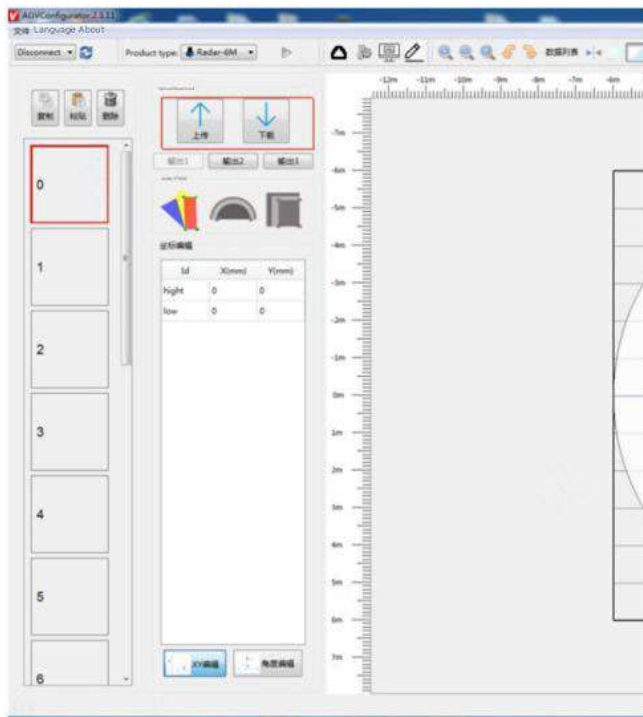 AGVConfigurator.2.5.11
文件 Language About
Disconnect Product type: Radar-6M 数据列表
-12m -11m -10m -9m -8m -7m -6m
复制 粘贴 删除
上传 下载
输出1 输出2 输出3
坐标编辑
Id X(mm) Y(mm)
hight 0 0
low 0 0
0
1
2
3
4
5
6
-7m
-6m
-5m
-4m
-3m
-2m
-1m
0m
1m
2m
3m
4m
5m
6m
7m
XY编辑 角度编辑